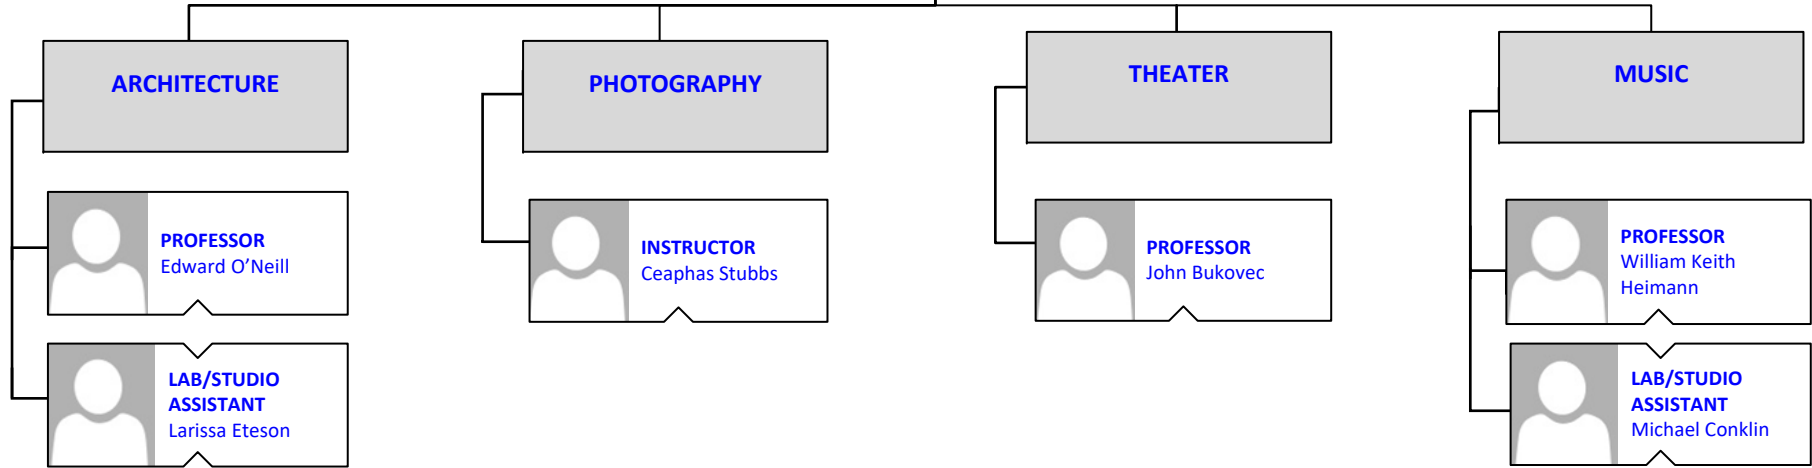 ARCHITECTURE
PHOTOGRAPHY
THEATER
MUSIC
PROFESSOR
Edward O’Neill
INSTRUCTOR
Ceaphas Stubbs
PROFESSOR
John Bukovec
PROFESSOR
William Keith
Heimann
LAB/STUDIO
ASSISTANT
Larissa Eteson
LAB/STUDIO
ASSISTANT
Michael Conklin